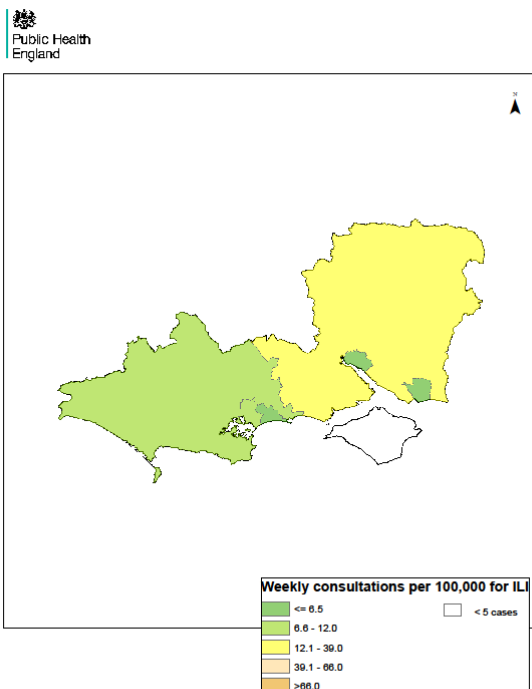 Public Health
England
N
Weekly consultations per 100,000 for ILI
<= 6.5
< 5 cases
6.6 - 12.0
12.1 - 39.0
39.1 - 66.0
>66.0